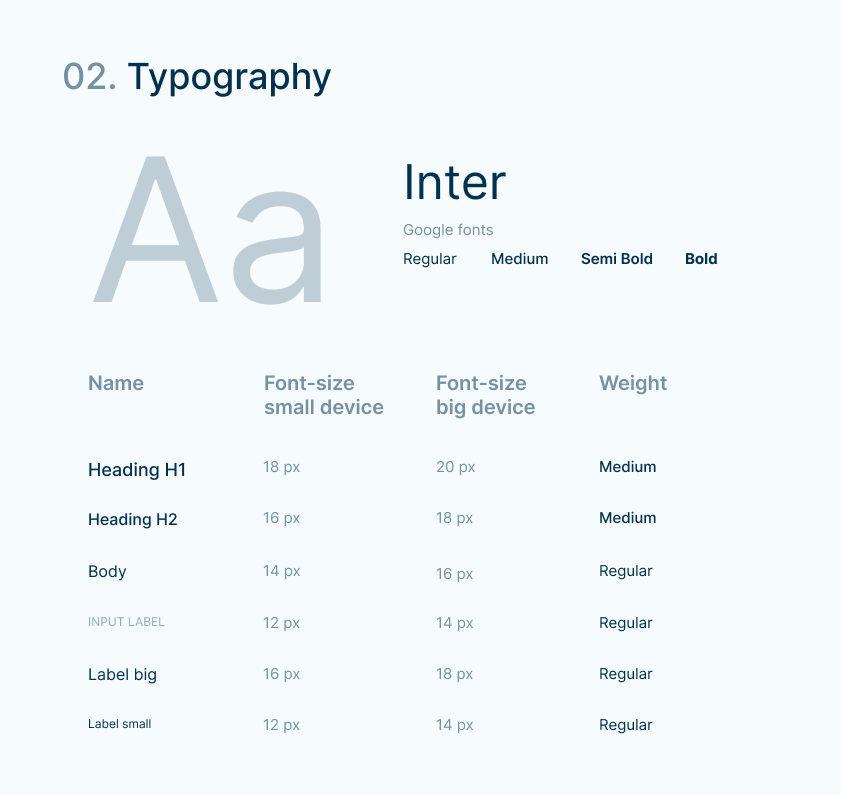 02. Typography
Aa
Inter
Google fonts
Regular Medium Semi Bold Bold
Name Font-size small device Font-size big device Weight
Heading H1 18 px 20 px Medium
Heading H2 16 px 18 px Medium
Body 14 px 16 px Regular
INPUT LABEL 12 px 14 px Regular
Label big 16 px 18 px Regular
Label small 12 px 14 px Regular